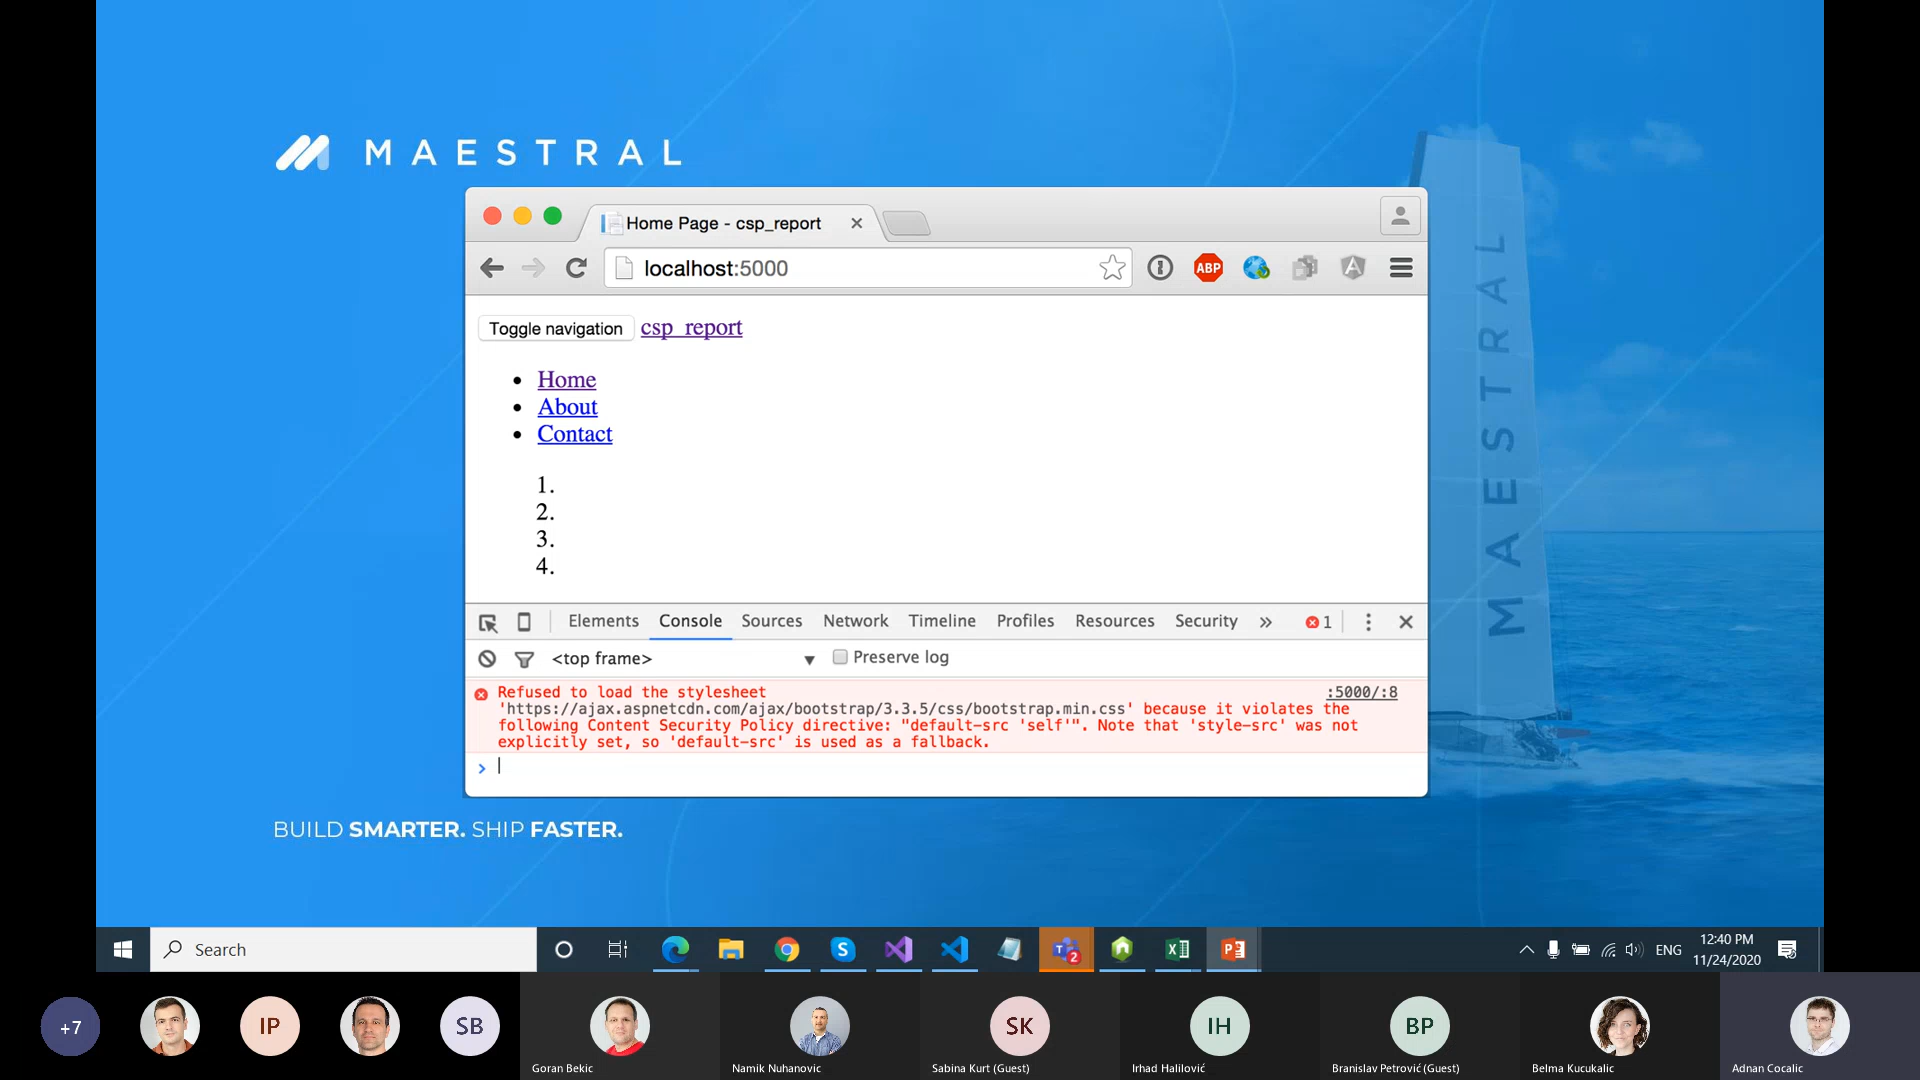 MAESTRAL
Home Page - csp_report
localhost:5000
ABP
Toggle navigation csp_report
Home
About
Contact
1.
2.
3.
4.
MAESTRAL
Elements Console Sources Network Timeline Profiles Resources Security » 1
<top frame> Preserve log
Refused to load the stylesheet :5000/:8
'https://ajax.aspnetcdn.com/ajax/bootstrap/3.3.5/css/bootstrap.min.css' because it violates the
following Content Security Policy directive: "default-src 'self'". Note that 'style-src' was not
explicitly set, so 'default-src' is used as a fallback.
BUILD SMARTER. SHIP FASTER.
Search
2
ENG
12:40 PM
11/24/2020
+7
IP
SB
SK
IH
BP
Goran Bekic
Namik Nuhanovic
Sabina Kurt (Guest)
Irhad Halilović
Branislav Petrović (Guest)
Belma Kucukalic
Adnan Cocalic